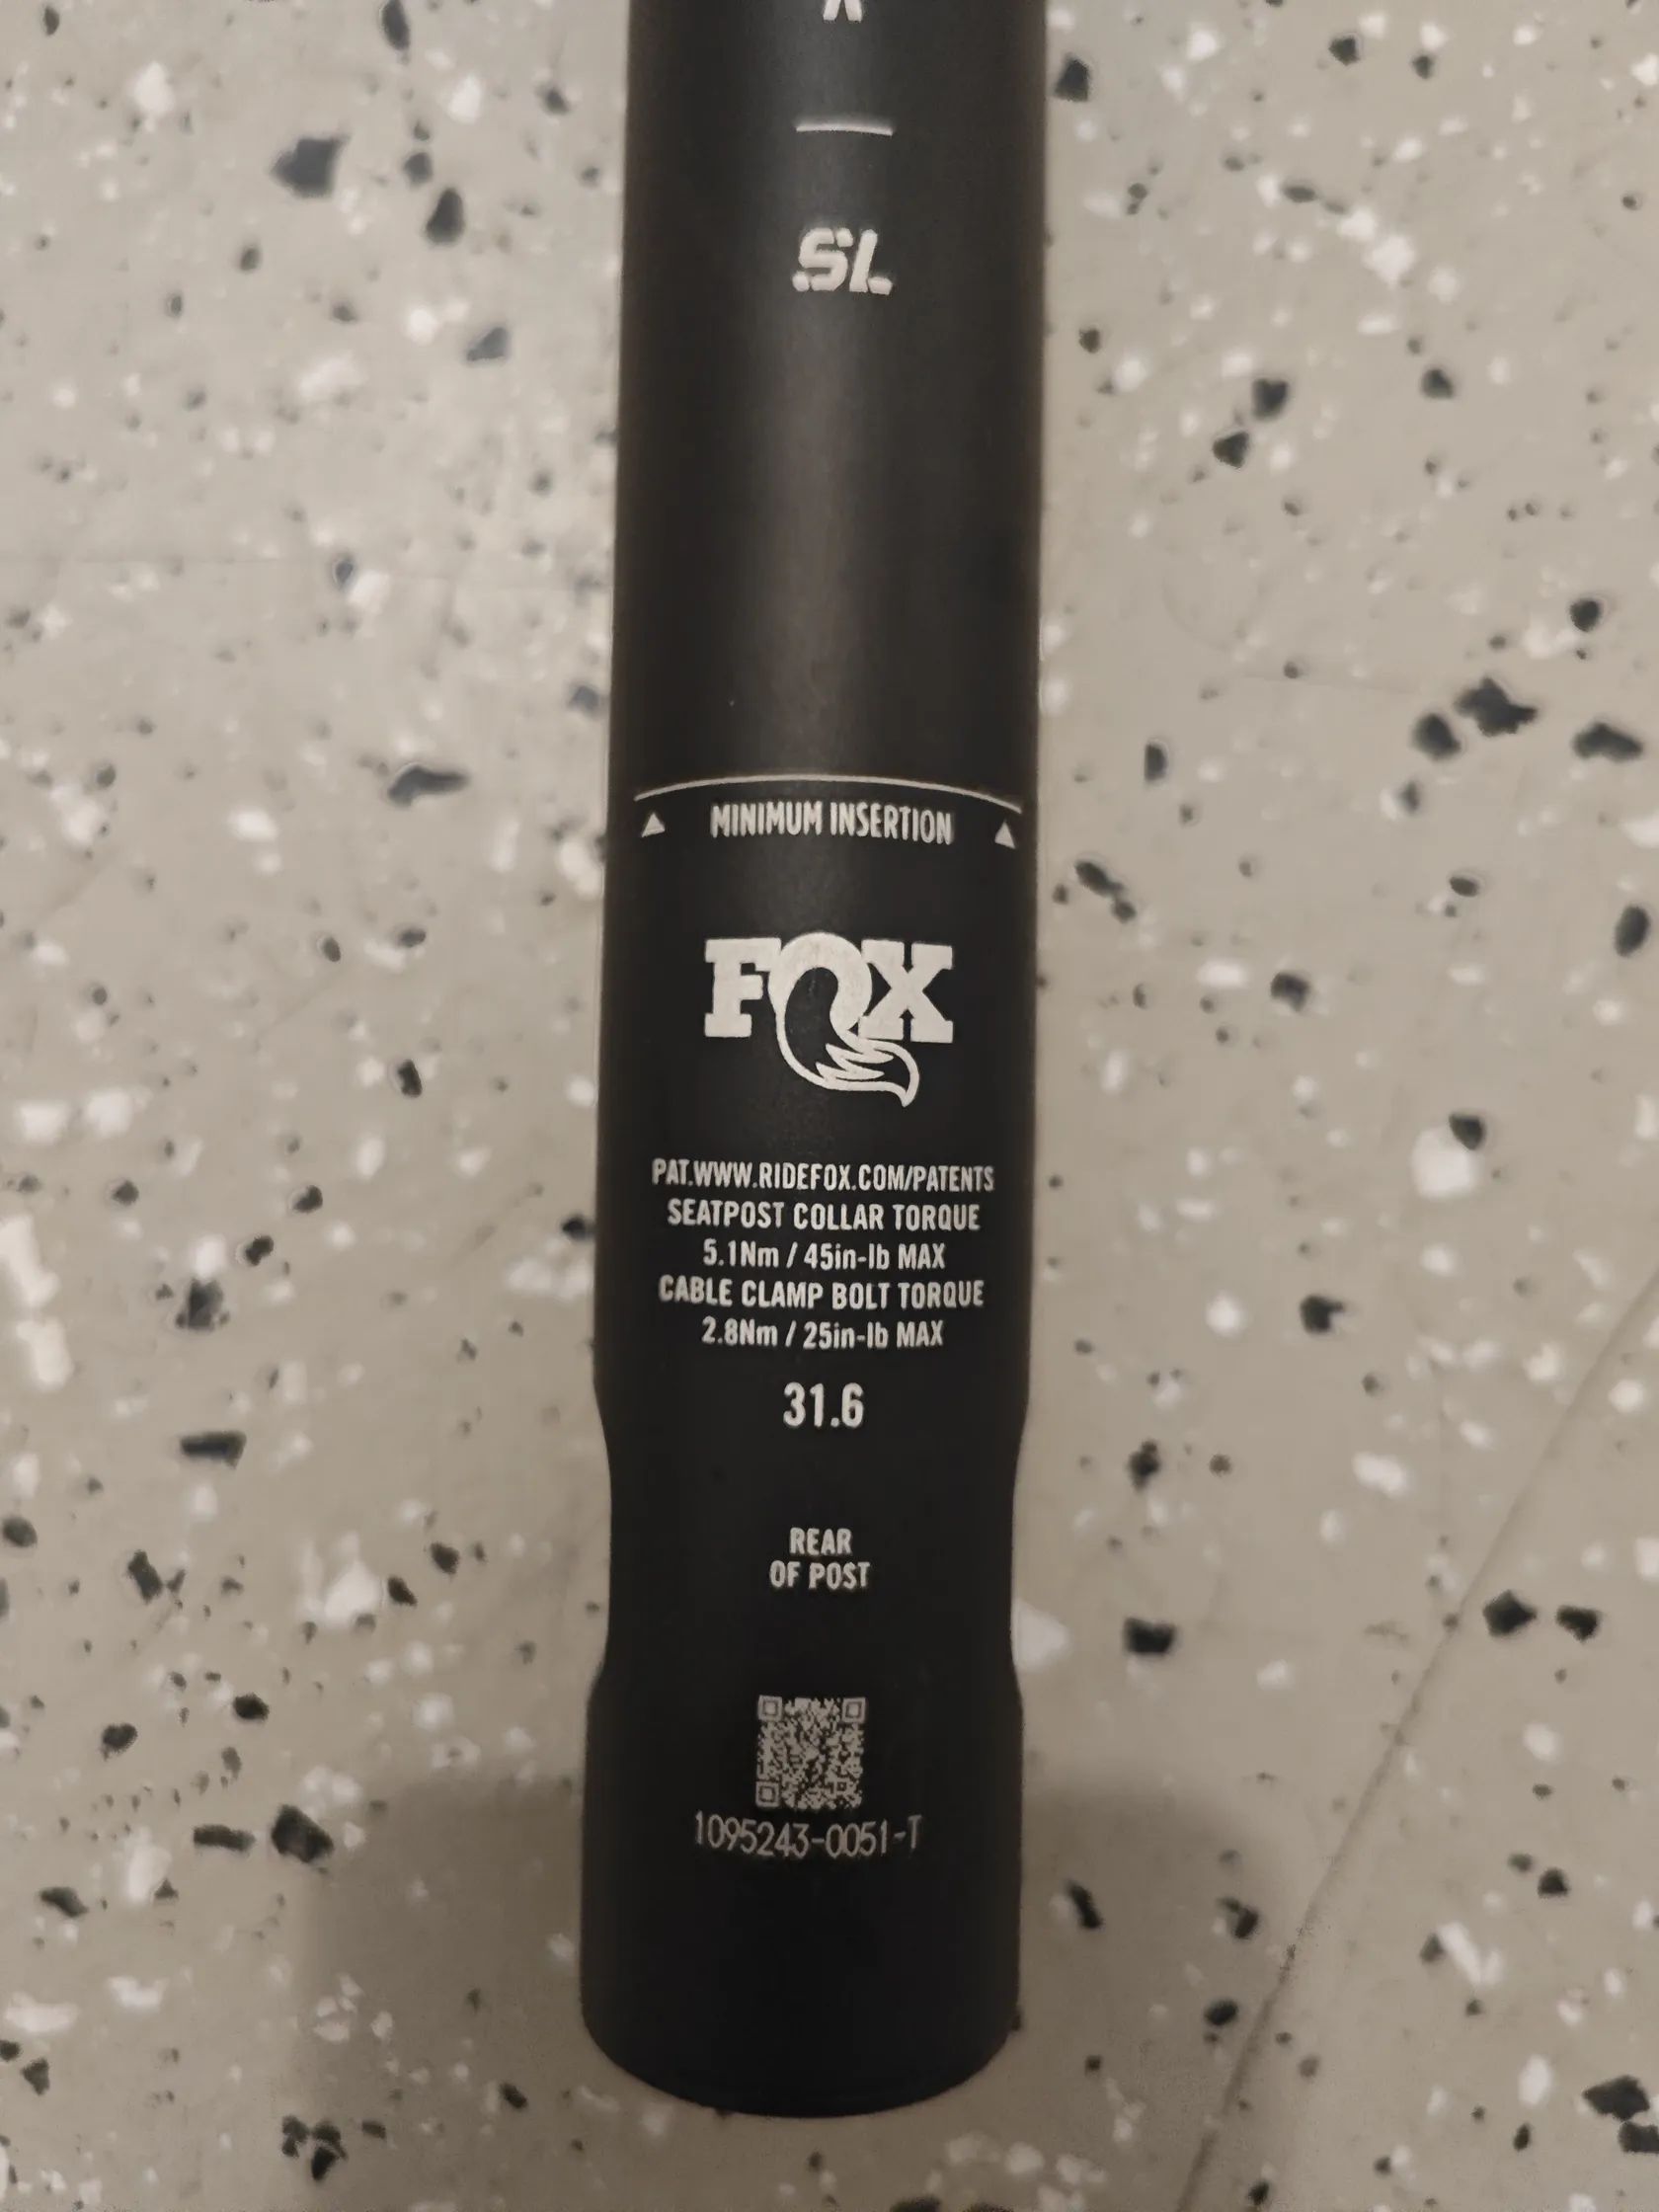 SL
MINIMUM INSERTION
FOX
PAT.WWW.RIDEFOX.COM/PATENTS
SEATPOST COLLAR TORQUE
5.1Nm / 45in-lb MAX
CABLE CLAMP BOLT TORQUE
2.8Nm / 25in-lb MAX
31.6
REAR
OF POST
1095243-0051-T